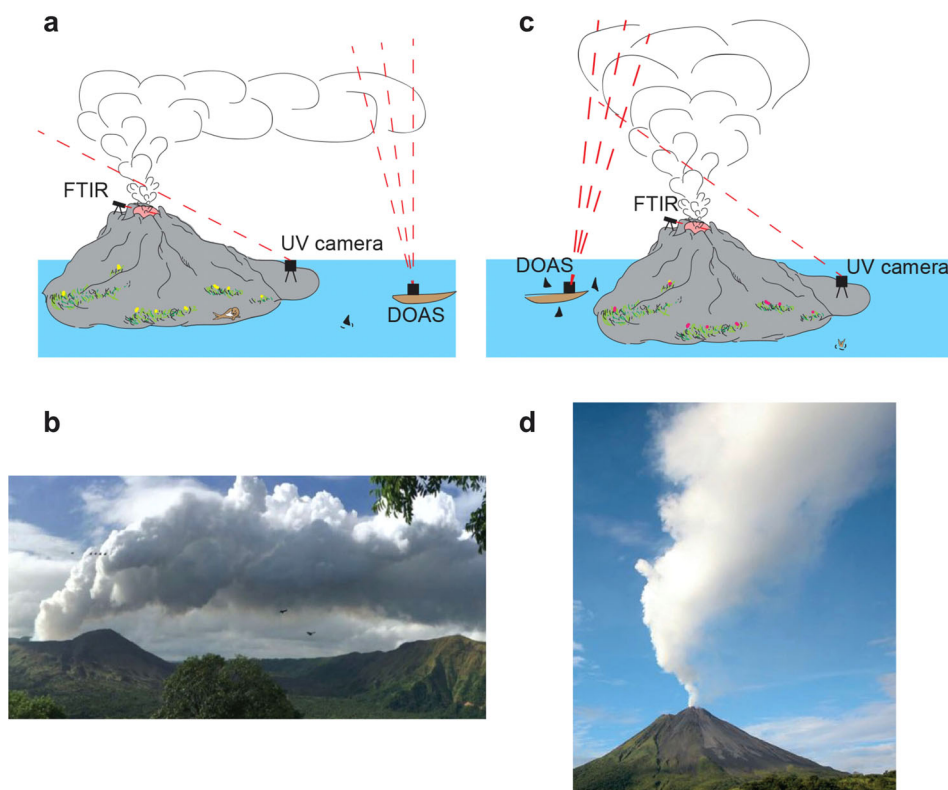 a
FTIR
UV camera
DOAS
c
FTIR
DOAS
UV camera
b
d